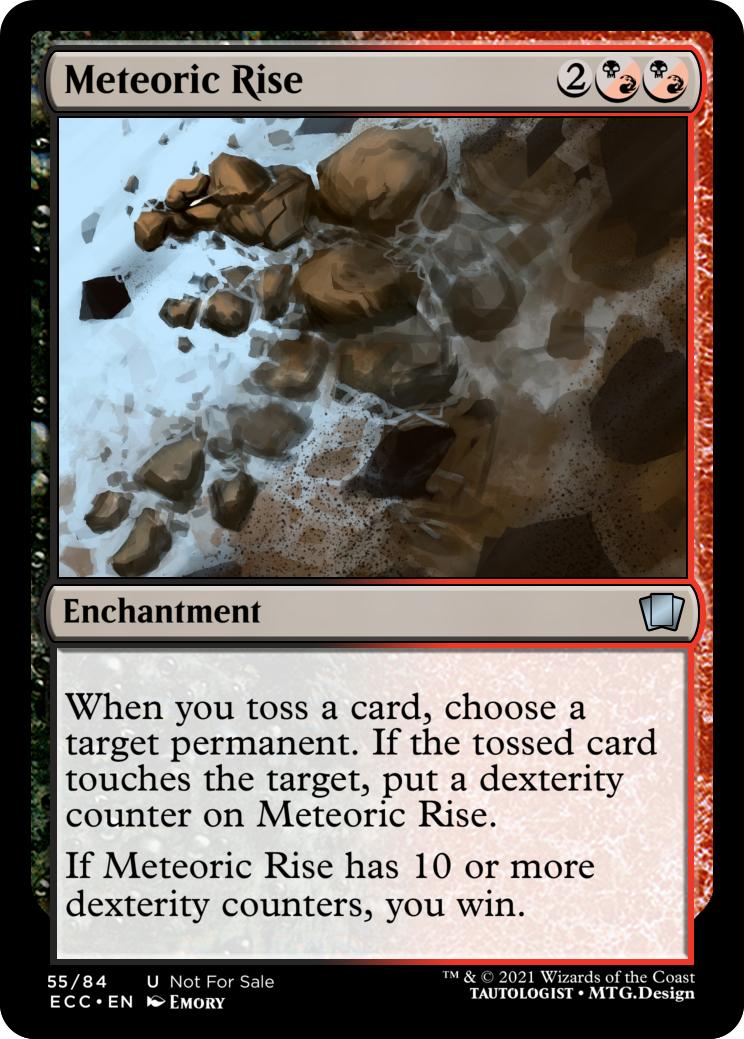 Meteoric Rise 2
Enchantment
When you toss a card, choose a
target permanent. If the tossed card
touches the target, put a dexterity
counter on Meteoric Rise.
If Meteoric Rise has 10 or more
dexterity counters, you win.
55/84 U Not For Sale
ECC • EN EMORY
™ & © 2021 Wizards of the Coast
TAUTOLOGIST • MTG.Design